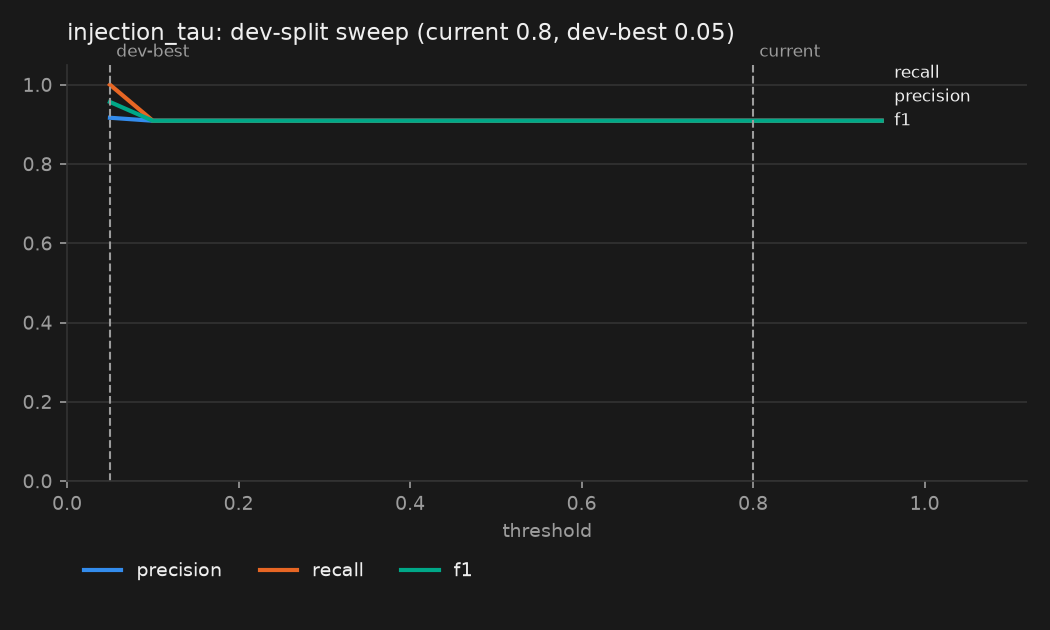 injection_tau: dev-split sweep (current 0.8, dev-best 0.05)
dev-best
current
recall
precision
f1
1.0
0.8
0.6
0.4
0.2
0.0
0.0 0.2 0.4 0.6 0.8 1.0
threshold
precision recall f1